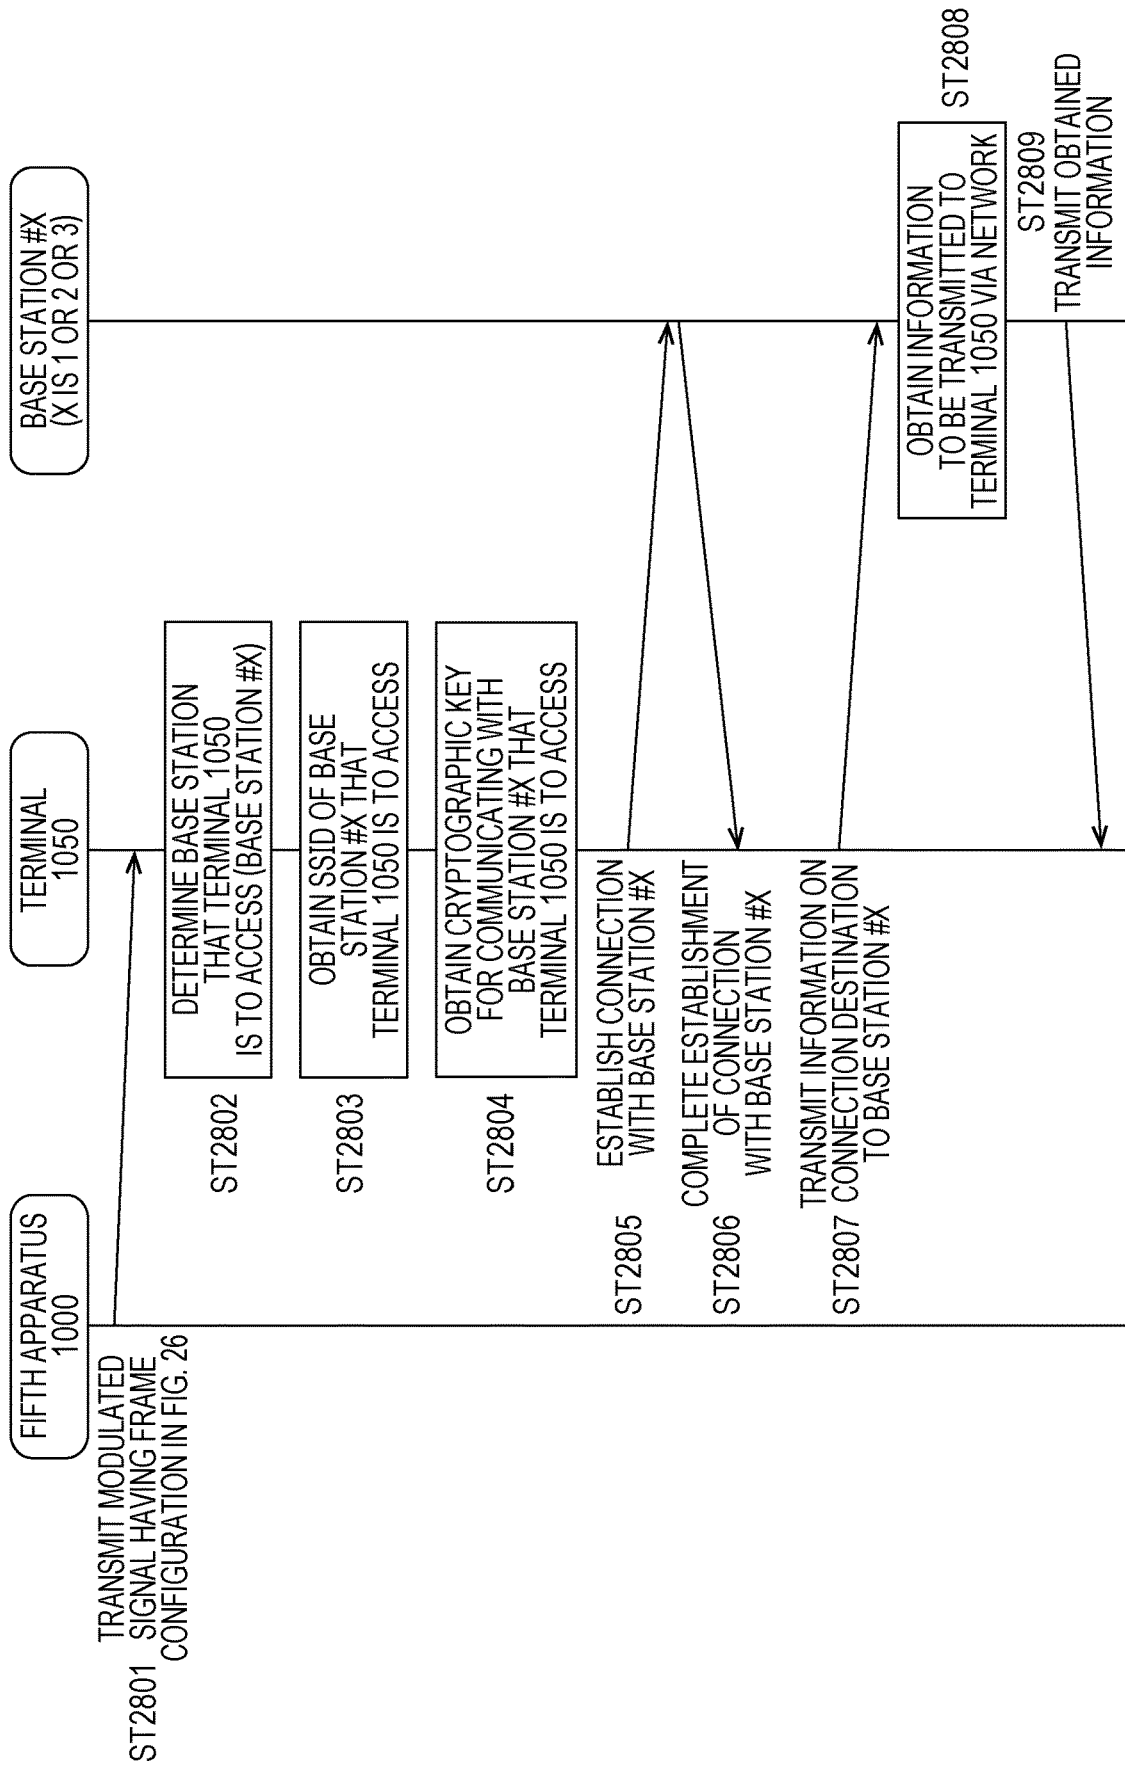 FIFTH APPARATUS
1000
TERMINAL
1050
BASE STATION #X
(X IS 1 OR 2 OR 3)
TRANSMIT MODULATED
ST2801 SIGNAL HAVING FRAME
CONFIGURATION IN FIG. 26
ST2802
DETERMINE BASE STATION
THAT TERMINAL 1050
IS TO ACCESS (BASE STATION #X)
ST2803
OBTAIN SSID OF BASE
STATION #X THAT
TERMINAL 1050 IS TO ACCESS
ST2804
OBTAIN CRYPTOGRAPHIC KEY
FOR COMMUNICATING WITH
BASE STATION #X THAT
TERMINAL 1050 IS TO ACCESS
ST2805
ESTABLISH CONNECTION
WITH BASE STATION #X
ST2806
COMPLETE ESTABLISHMENT
OF CONNECTION
WITH BASE STATION #X
TRANSMIT INFORMATION ON
ST2807 CONNECTION DESTINATION
TO BASE STATION #X
OBTAIN INFORMATION
TO BE TRANSMITTED TO
TERMINAL 1050 VIA NETWORK
ST2808
ST2809
TRANSMIT OBTAINED
INFORMATION